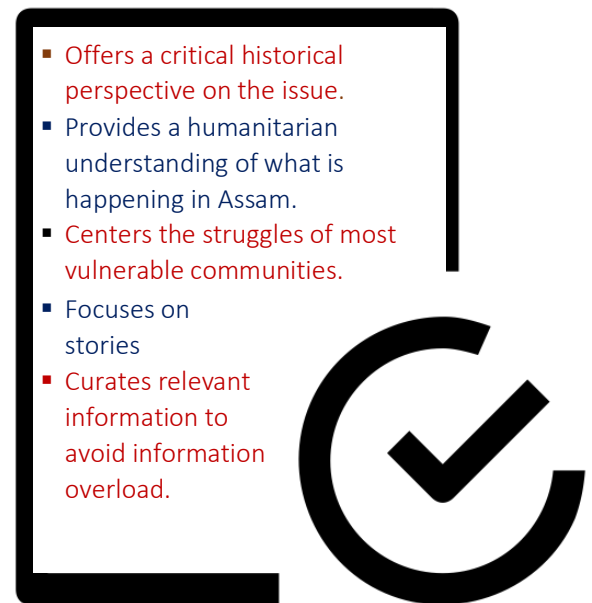 ▪ Offers a critical historical
perspective on the issue.
▪ Provides a humanitarian
understanding of what is
happening in Assam.
▪ Centers the struggles of most
vulnerable communities.
▪ Focuses on
stories
▪ Curates relevant
information to
avoid information
overload.